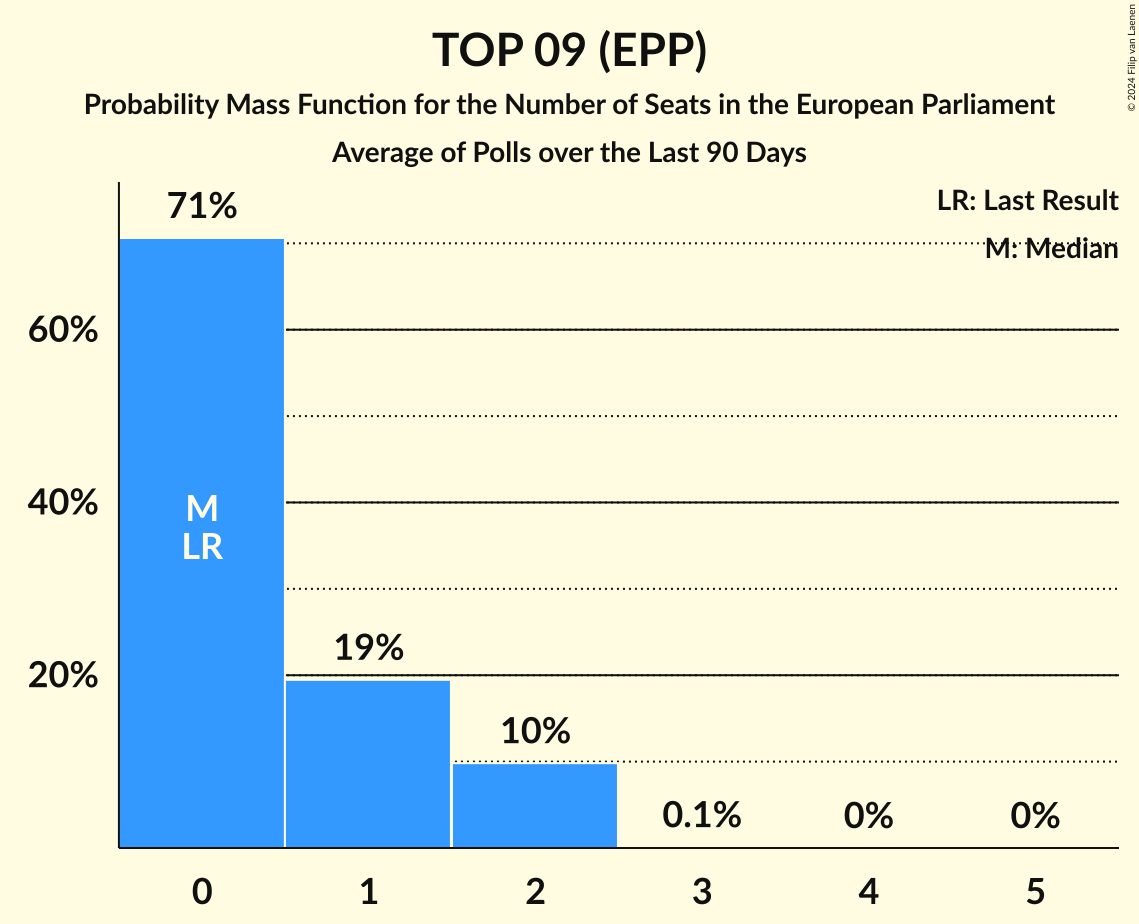 TOP 09 (EPP)
Probability Mass Function for the Number of Seats in the European Parliament
Average of Polls over the Last 90 Days
© 2024 Filip van Laenen
LR: Last Result
M: Median
71%
60%
40%
20%
M
LR
19%
10%
0.1%
0%
0%
0 1 2 3 4 5